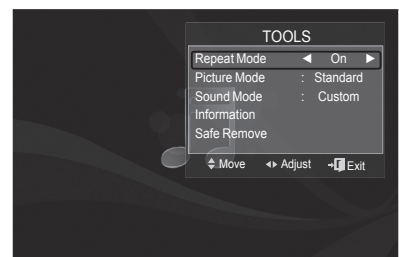 TOOLS
Repeat Mode ◀ On ▶
Picture Mode : Standard
Sound Mode : Custom
Information
Safe Remove
Move Adjust Exit